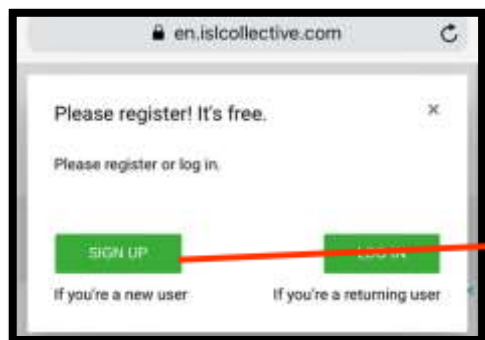 en.islcollective.com
Please register! It's free.
×
Please register or log in.
SIGN UP
LOG IN
If you're a new user
If you're a returning user